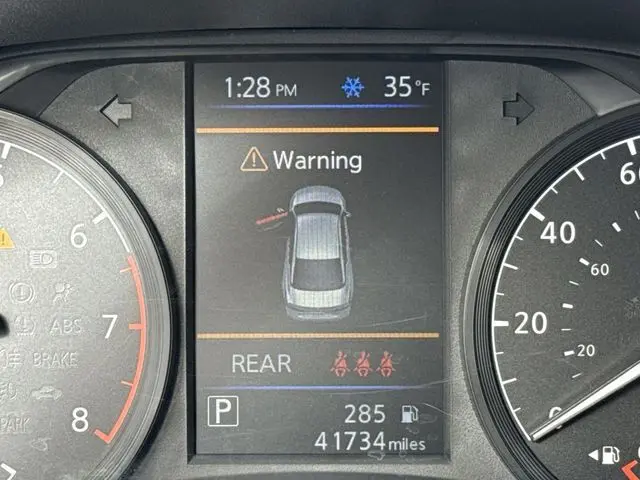 1:28 PM 35°F
Warning
6
7
8
ABS
BRAKE
PARK
REAR
P 285
41734 miles
60
40
60
20
20
0